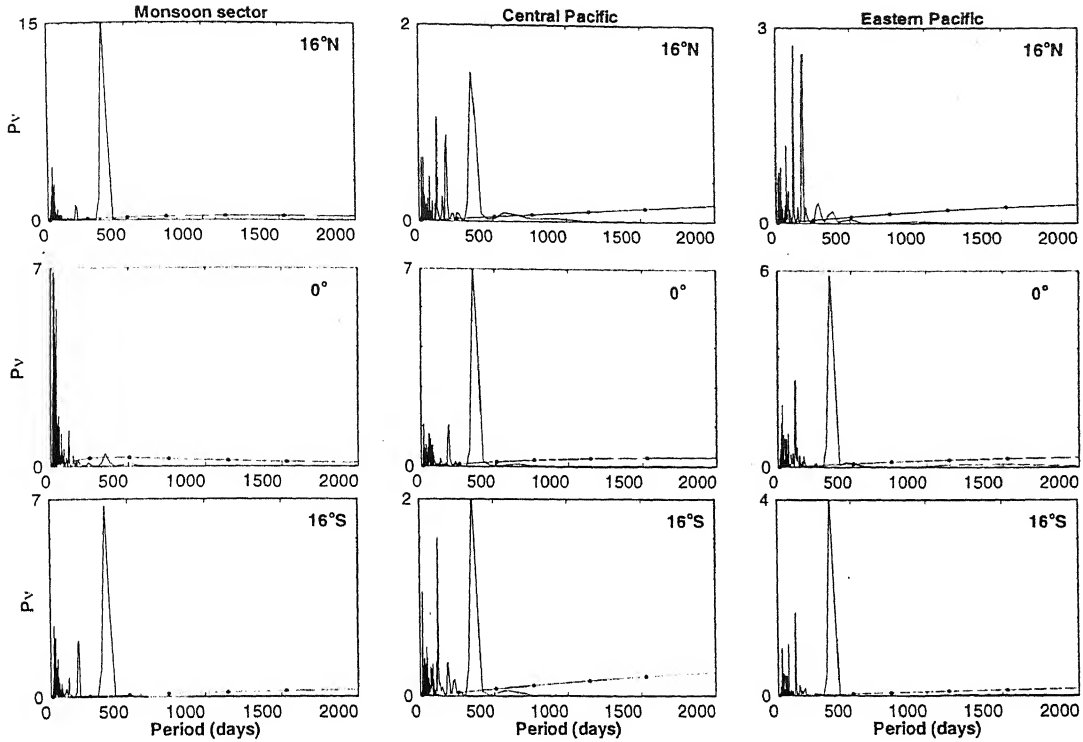 Monsoon sector
Central Pacific
Eastern Pacific
15
16°N
Pν
0
0 500 1000 1500 2000
2
16°N
0
0 500 1000 1500 2000
3
16°N
0
0 500 1000 1500 2000
7
0°
Pν
0
0 500 1000 1500 2000
7
0°
0
0 500 1000 1500 2000
6
0°
0
0 500 1000 1500 2000
7
16°S
Pν
0
0 500 1000 1500 2000
Period (days)
2
16°S
0
0 500 1000 1500 2000
Period (days)
4
16°S
0
0 500 1000 1500 2000
Period (days)